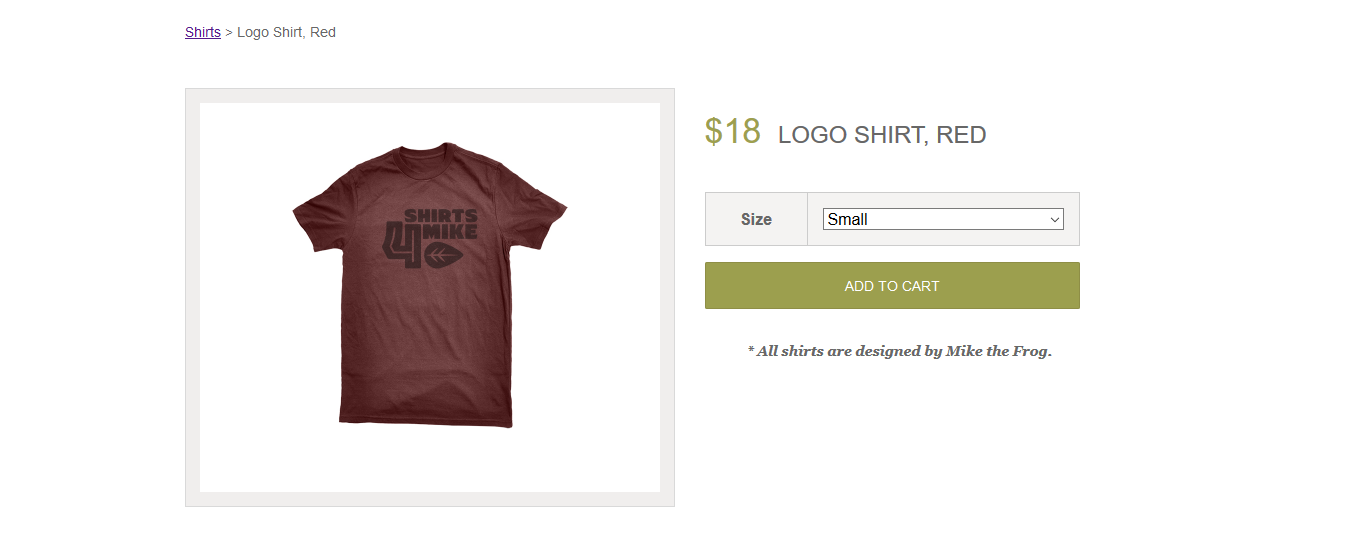 Shirts > Logo Shirt, Red
SHIRTS
4 MIKE
$18 LOGO SHIRT, RED
Size Small
ADD TO CART
* All shirts are designed by Mike the Frog.